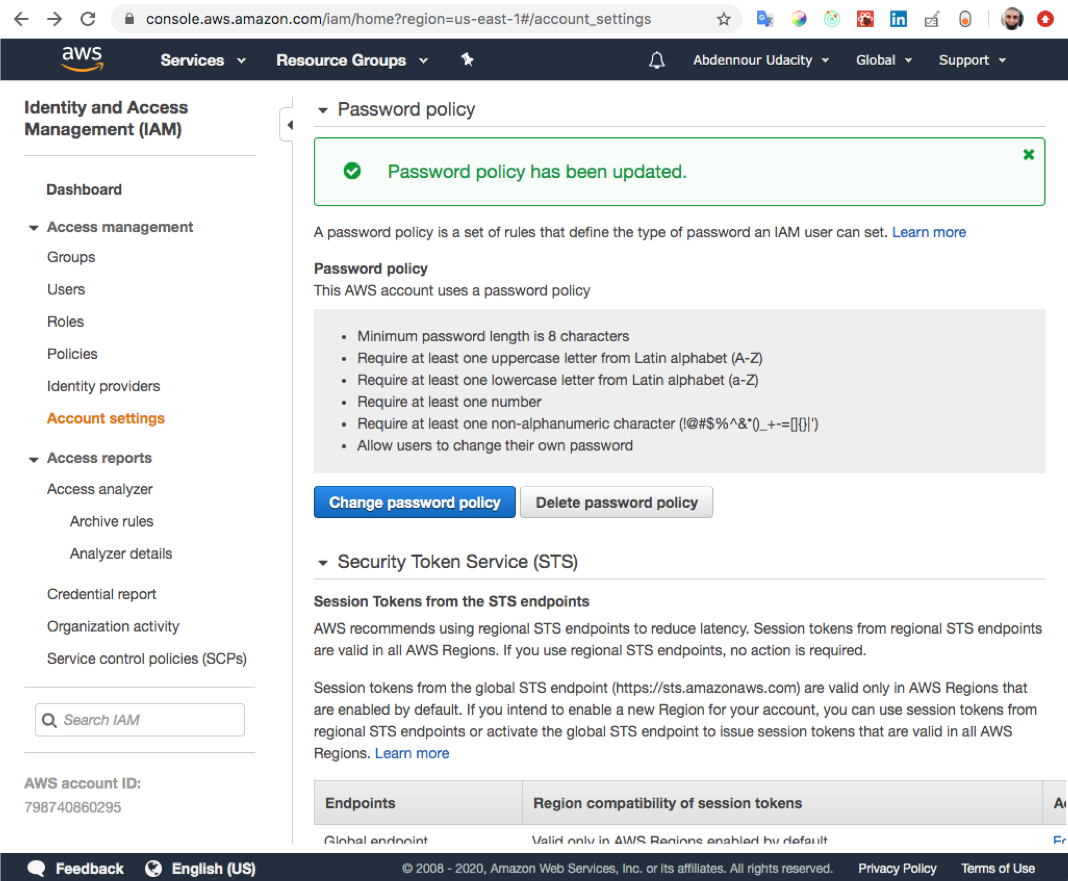 console.aws.amazon.com/iam/home?region=us-east-1#/account_settings
aws
Services
Resource Groups
Abdennour Udacity
Global
Support
Identity and Access
Management (IAM)
Dashboard
Access management
Groups
Users
Roles
Policies
Identity providers
Account settings
Access reports
Access analyzer
Archive rules
Analyzer details
Credential report
Organization activity
Service control policies (SCPs)
Search IAM
AWS account ID:
798740860295
Password policy
Password policy has been updated.
A password policy is a set of rules that define the type of password an IAM user can set. Learn more
Password policy
This AWS account uses a password policy
• Minimum password length is 8 characters
• Require at least one uppercase letter from Latin alphabet (A-Z)
• Require at least one lowercase letter from Latin alphabet (a-Z)
• Require at least one number
• Require at least one non-alphanumeric character (!@#$%^&*()_+-=[]{}|')
• Allow users to change their own password
Change password policy
Delete password policy
Security Token Service (STS)
Session Tokens from the STS endpoints
AWS recommends using regional STS endpoints to reduce latency. Session tokens from regional STS endpoints
are valid in all AWS Regions. If you use regional STS endpoints, no action is required.
Session tokens from the global STS endpoint (https://sts.amazonaws.com) are valid only in AWS Regions that
are enabled by default. If you intend to enable a new Region for your account, you can use session tokens from
regional STS endpoints or activate the global STS endpoint to issue session tokens that are valid in all AWS
Regions. Learn more
Endpoints
Region compatibility of session tokens
Global endpoint
Valid only in AWS Regions enabled by default
Feedback
English (US)
© 2008 - 2020, Amazon Web Services, Inc. or its affiliates. All rights reserved.
Privacy Policy
Terms of Use